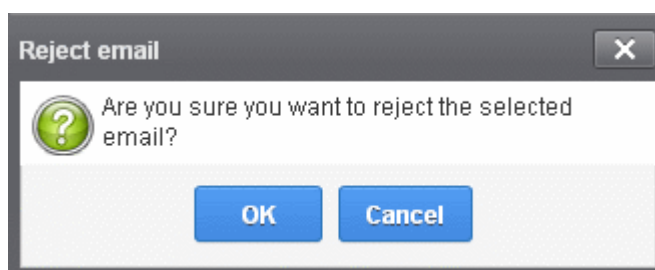 Reject email
Are you sure you want to reject the selected
email?
OK
Cancel